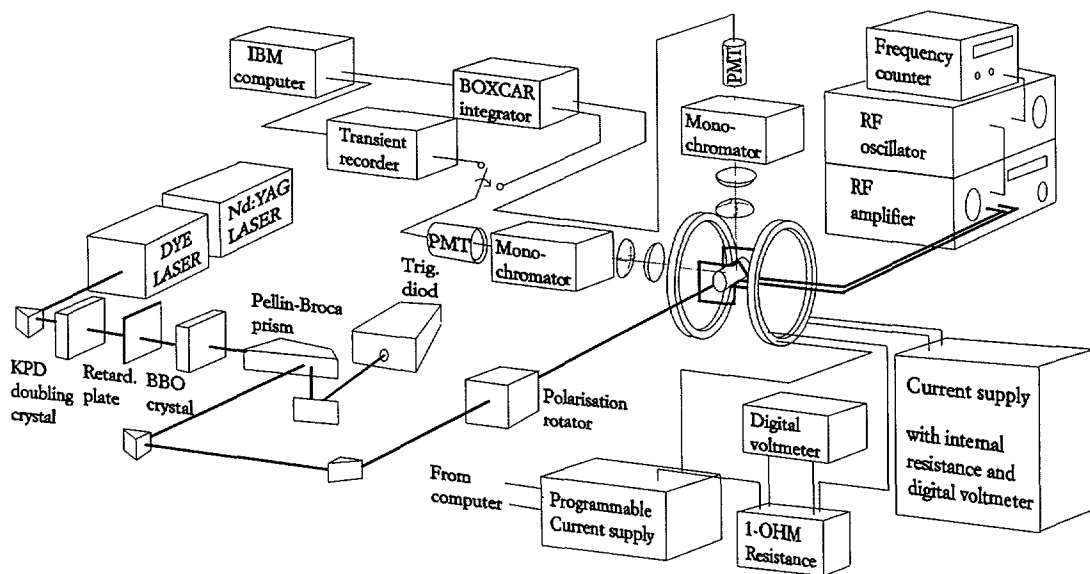 IBM
computer
BOXCAR
integrator
Transient
recorder
PMT
Mono-
chromator
Frequency
counter
RF
oscillator
RF
amplifier
Nd:YAG
LASER
DYE
LASER
PMT
Mono-
chromator
Trig.
diod
Pellin-Broca
prism
KPD
doubling
crystal
Retard.
plate
BBO
crystal
Polarisation
rotator
Digital
voltmeter
Current supply
with internal
resistance and
digital voltmeter
From
computer
Programmable
Current supply
1-OHM
Resistance